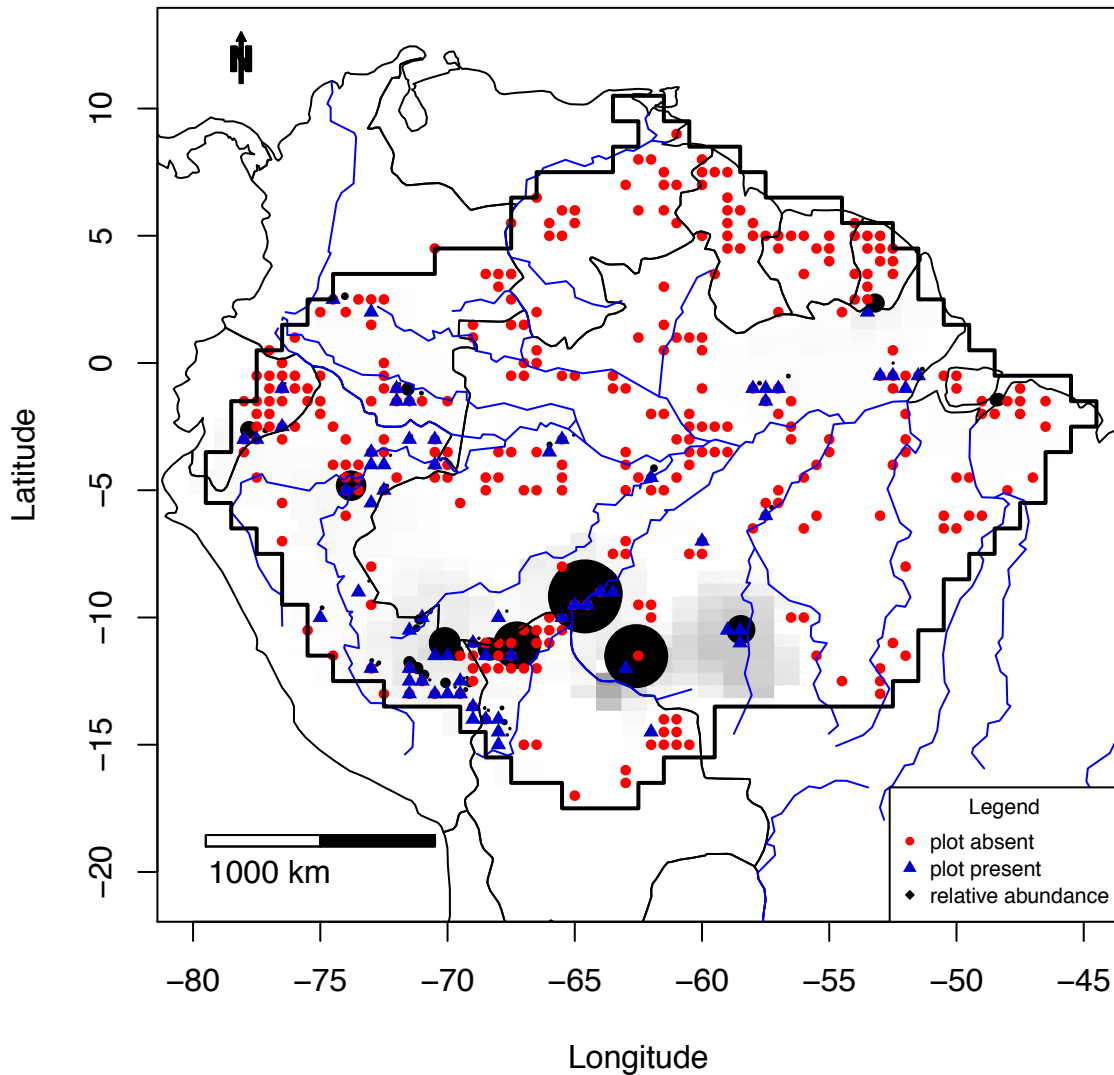 N
10
5
0
−5
−10
−15
−20
Latitude
1000 km
Legend
plot absent
plot present
relative abundance
−80 −75 −70 −65 −60 −55 −50 −45
Longitude